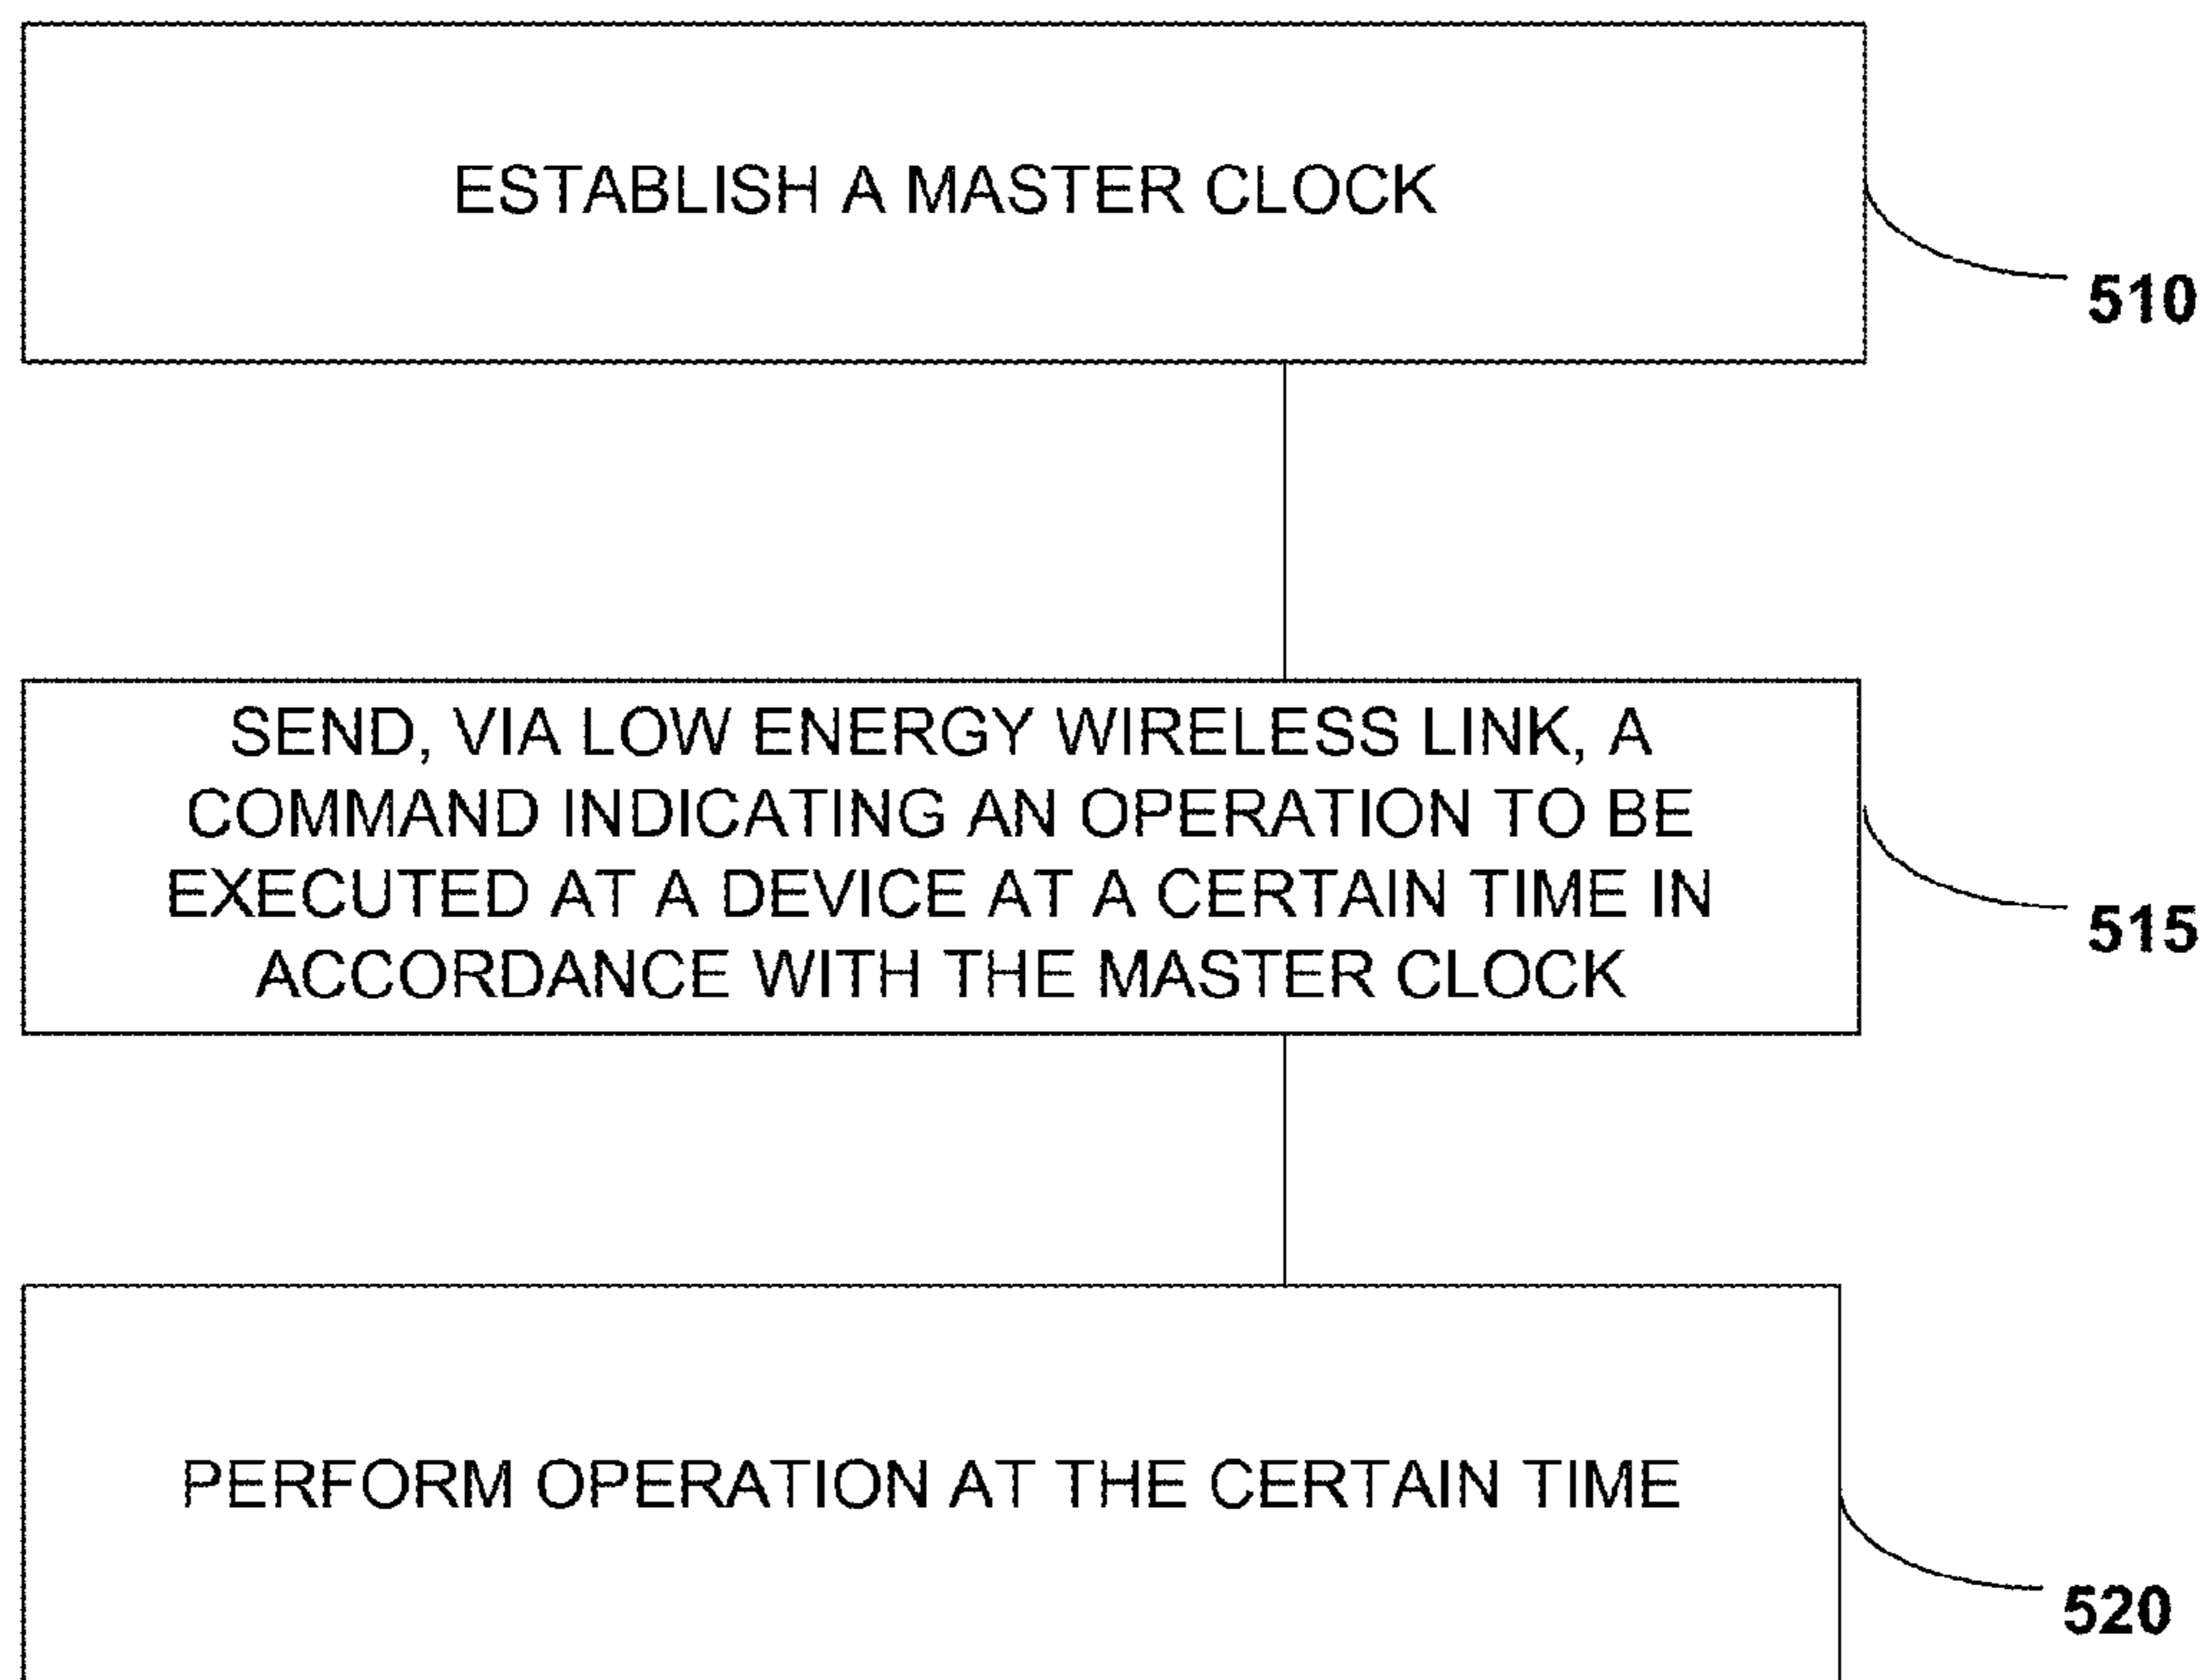 ESTABLISH A MASTER CLOCK
510
SEND, VIA LOW ENERGY WIRELESS LINK, A
COMMAND INDICATING AN OPERATION TO BE
EXECUTED AT A DEVICE AT A CERTAIN TIME IN
ACCORDANCE WITH THE MASTER CLOCK
515
PERFORM OPERATION AT THE CERTAIN TIME
520